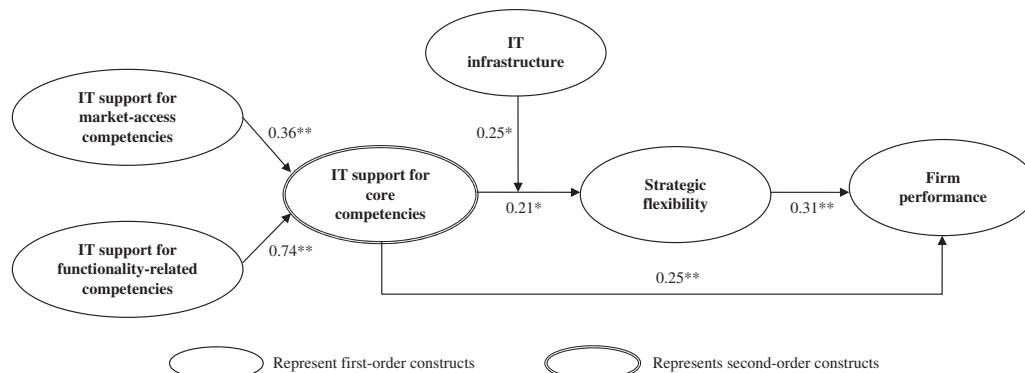 IT
infrastructure
IT support for
market-access
competencies
0.36**
0.25*
IT support for
core
competencies
0.21*
Strategic
flexibility
0.31**
Firm
performance
IT support for
functionality-related
competencies
0.74**
0.25**
Represent first-order constructs
Represents second-order constructs